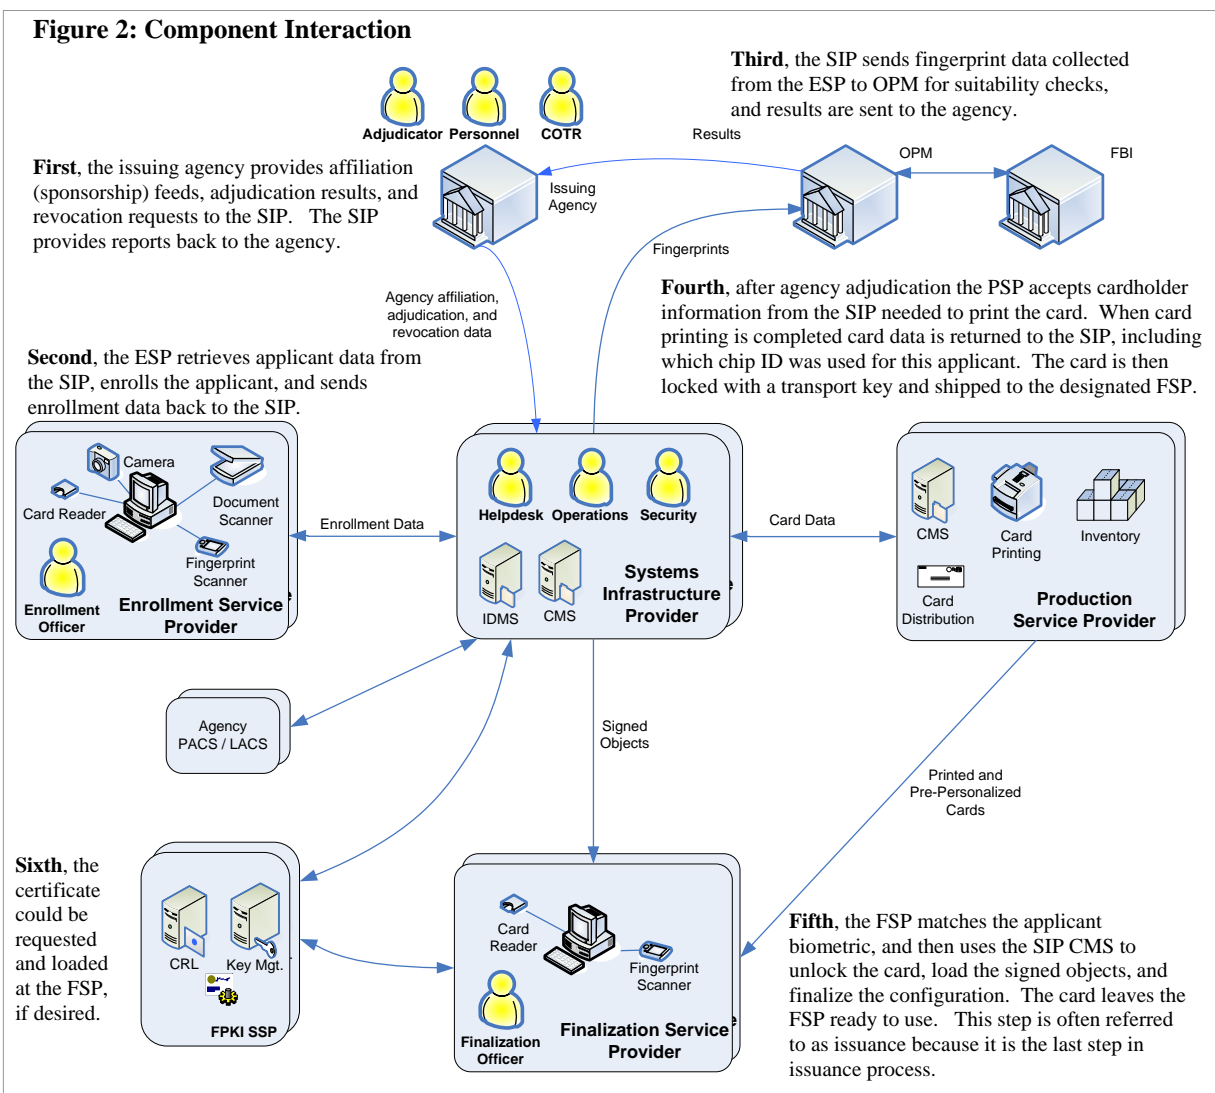 Figure 2: Component Interaction
Third, the SIP sends fingerprint data collected
from the ESP to OPM for suitability checks,
and results are sent to the agency.
Adjudicator Personnel COTR
Results
OPM
FBI
First, the issuing agency provides affiliation
(sponsorship) feeds, adjudication results, and
revocation requests to the SIP. The SIP
provides reports back to the agency.
Issuing
Agency
Fingerprints
Agency affiliation,
adjudication, and
revocation data
Fourth, after agency adjudication the PSP accepts cardholder
information from the SIP needed to print the card. When card
printing is completed card data is returned to the SIP, including
which chip ID was used for this applicant. The card is then
locked with a transport key and shipped to the designated FSP.
Second, the ESP retrieves applicant data from
the SIP, enrolls the applicant, and sends
enrollment data back to the SIP.
Camera
Card Reader
Document
Scanner
Fingerprint
Scanner
Enrollment
Officer
Enrollment Service
Provider
Enrollment Data
Helpdesk Operations Security
IDMS
CMS
Systems
Infrastructure
Provider
Card Data
CMS
Card
Printing
Inventory
Card
Distribution
Production
Service Provider
Agency
PACS / LACS
Signed
Objects
Printed and
Pre-Personalized
Cards
Sixth, the
certificate
could be
requested
and loaded
at the FSP,
if desired.
CRL
Key Mgt.
FPKI SSP
Card
Reader
Fingerprint
Scanner
Finalization
Officer
Finalization Service
Provider
Fifth, the FSP matches the applicant
biometric, and then uses the SIP CMS to
unlock the card, load the signed objects, and
finalize the configuration. The card leaves the
FSP ready to use. This step is often referred
to as issuance because it is the last step in
issuance process.